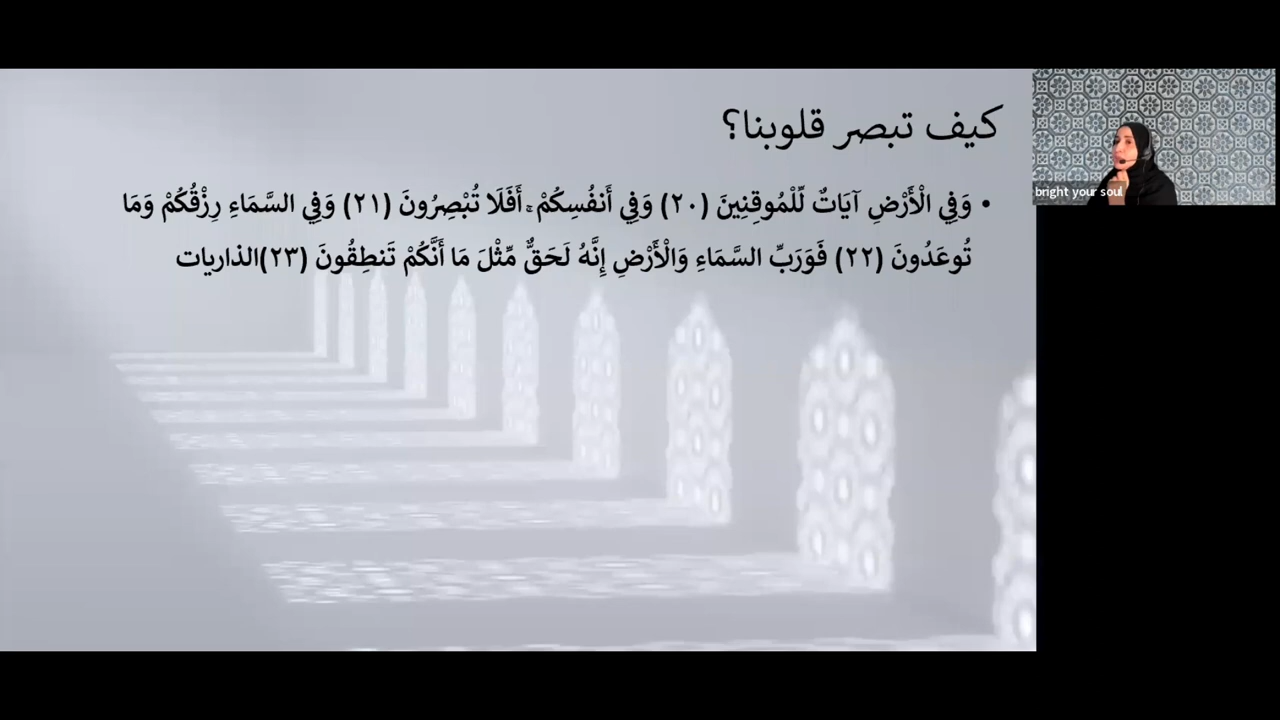 كيف تبصر قلوبنا؟
• وَفِي الْأَرْضِ آيَاتٌ لِّلْمُوقِنِينَ (٢٠) وَفِي أَنفُسِكُمْ ۚ أَفَلَا تُبْصِرُونَ (٢١) وَفِي السَّمَاءِ رِزْقُكُمْ وَمَا
تُوعَدُونَ (٢٢) فَوَرَبِّ السَّمَاءِ وَالْأَرْضِ إِنَّهُ لَحَقٌّ مِّثْلَ مَا أَنَّكُمْ تَنطِقُونَ (٢٣)الذاريات
bright your soul